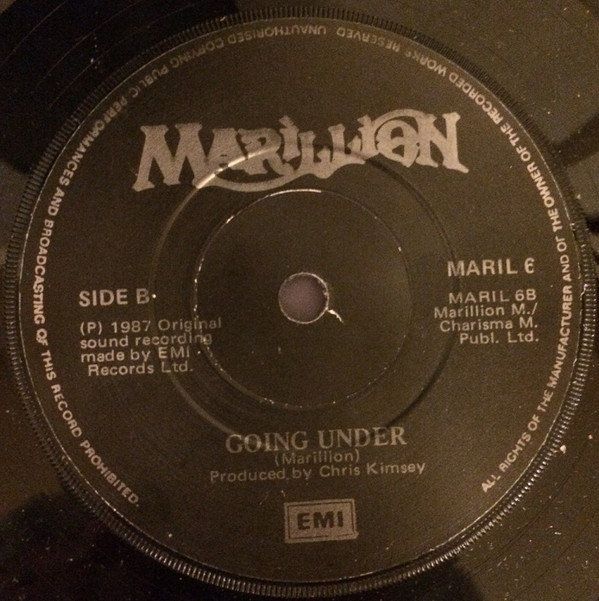 MARILLION
SIDE B
(P) 1987 Original
sound recording
made by EMI
Records Ltd.
MARIL 6
MARIL 6B
Marillion M./
Charisma M.
Publ. Ltd.
GOING UNDER
(Marillion)
Produced by Chris Kimsey
EMI
ALL RIGHTS OF THE MANUFACTURER AND OF THE OWNER OF THE RECORDED WORK RESERVED UNAUTHORISED COPYING PUBLIC PERFORMANCES AND BROADCASTING OF THIS RECORD PROHIBITED.